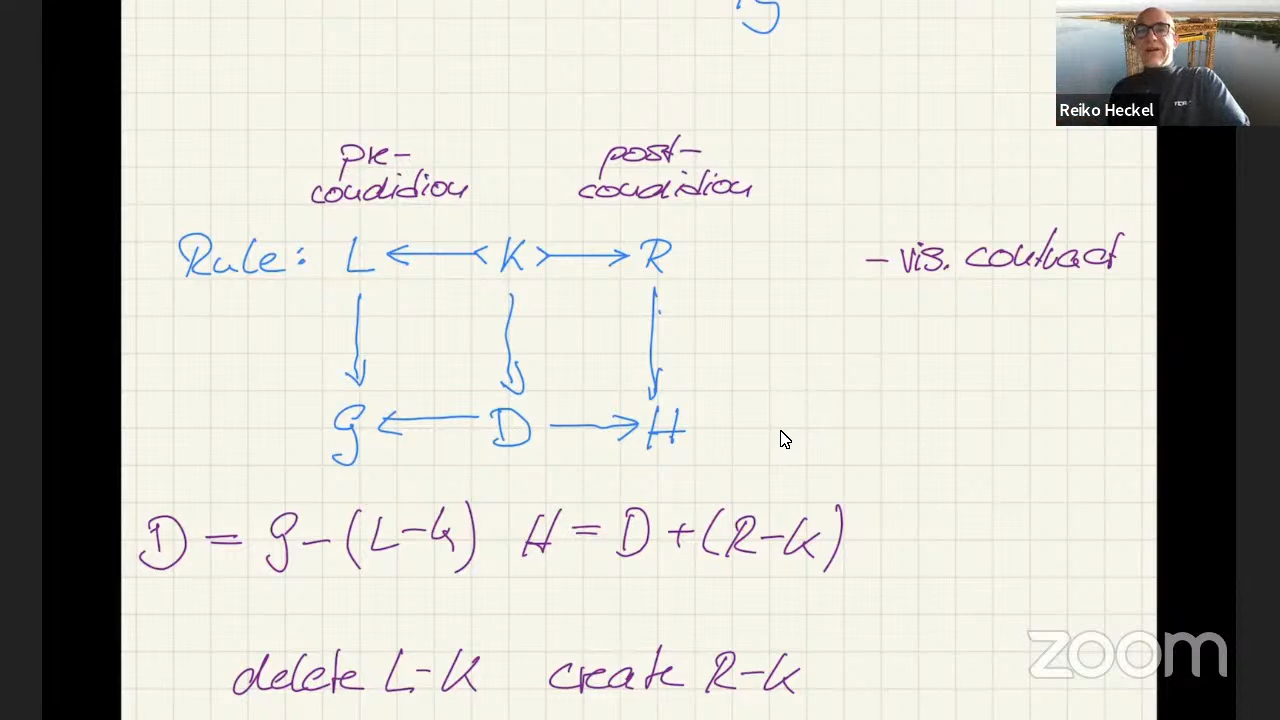 g
Reiko Heckel
pre-
condition
post-
condition
Rule: L ← K → R
- vis. contract
G ← D → H
D = G - (L-K) H = D + (R-K)
zoom
delete L-K create R-K